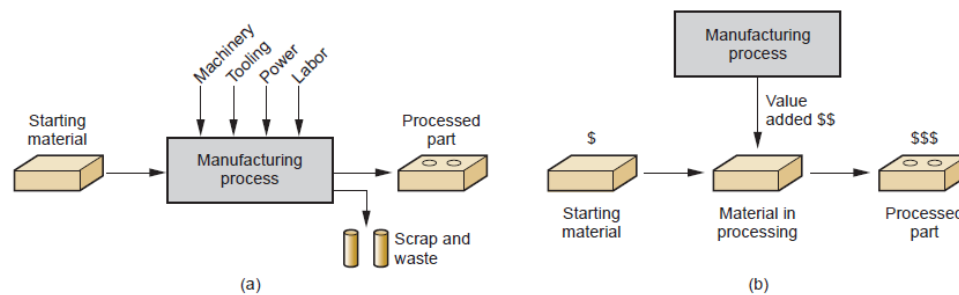 Machinery
Tooling
Power
Labor
Starting
material
Manufacturing
process
Processed
part
Scrap and
waste
(a)
Manufacturing
process
Value
added $$
$
$$$
Starting
material
Material in
processing
Processed
part
(b)